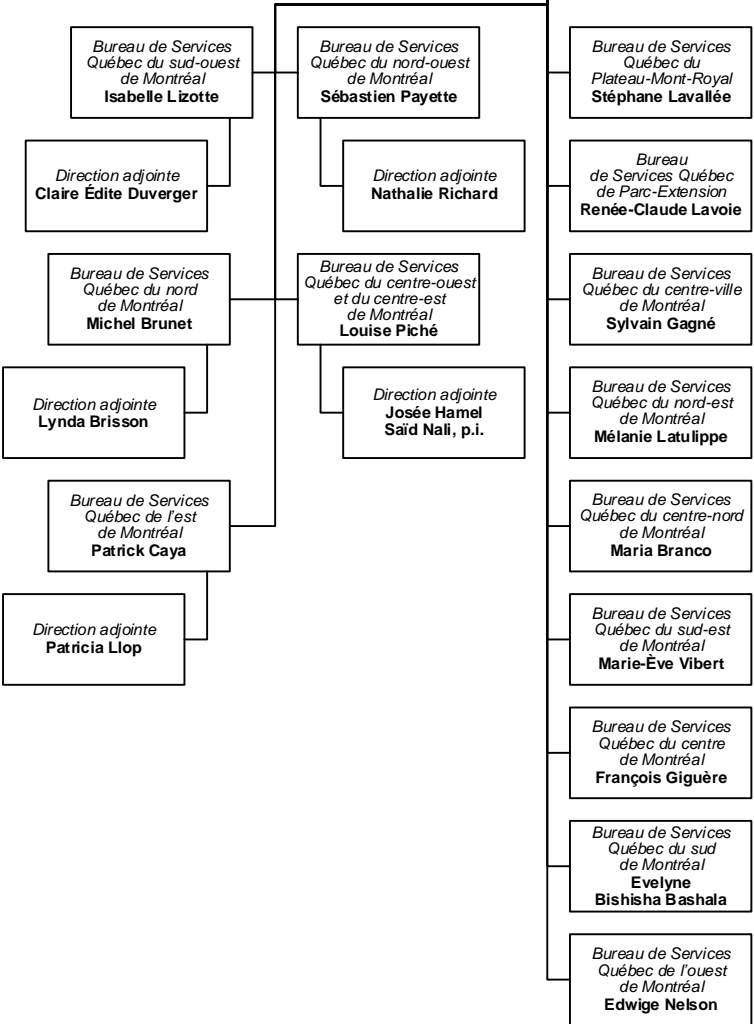 Bureau de Services
Québec du sud-ouest
de Montréal
Isabelle Lizotte
Bureau de Services
Québec du nord-ouest
de Montréal
Sébastien Payette
Bureau de Services
Québec du
Plateau-Mont-Royal
Stéphane Lavallée
Direction adjointe
Claire Édite Duverger
Direction adjointe
Nathalie Richard
Bureau
de Services Québec
de Parc-Extension
Renée-Claude Lavoie
Bureau de Services
Québec du nord
de Montréal
Michel Brunet
Bureau de Services
Québec du centre-ouest
et du centre-est
de Montréal
Louise Piché
Bureau de Services
Québec du centre-ville
de Montréal
Sylvain Gagné
Direction adjointe
Lynda Brisson
Direction adjointe
Josée Hamel
Saïd Nali, p.i.
Bureau de Services
Québec du nord-est
de Montréal
Mélanie Latulippe
Bureau de Services
Québec de l'est
de Montréal
Patrick Caya
Bureau de Services
Québec du centre-nord
de Montréal
Maria Branco
Direction adjointe
Patricia Llop
Bureau de Services
Québec du sud-est
de Montréal
Marie-Ève Vibert
Bureau de Services
Québec du centre
de Montréal
François Giguère
Bureau de Services
Québec du sud
de Montréal
Evelyne
Bishisha Bashala
Bureau de Services
Québec de l'ouest
de Montréal
Edwige Nelson